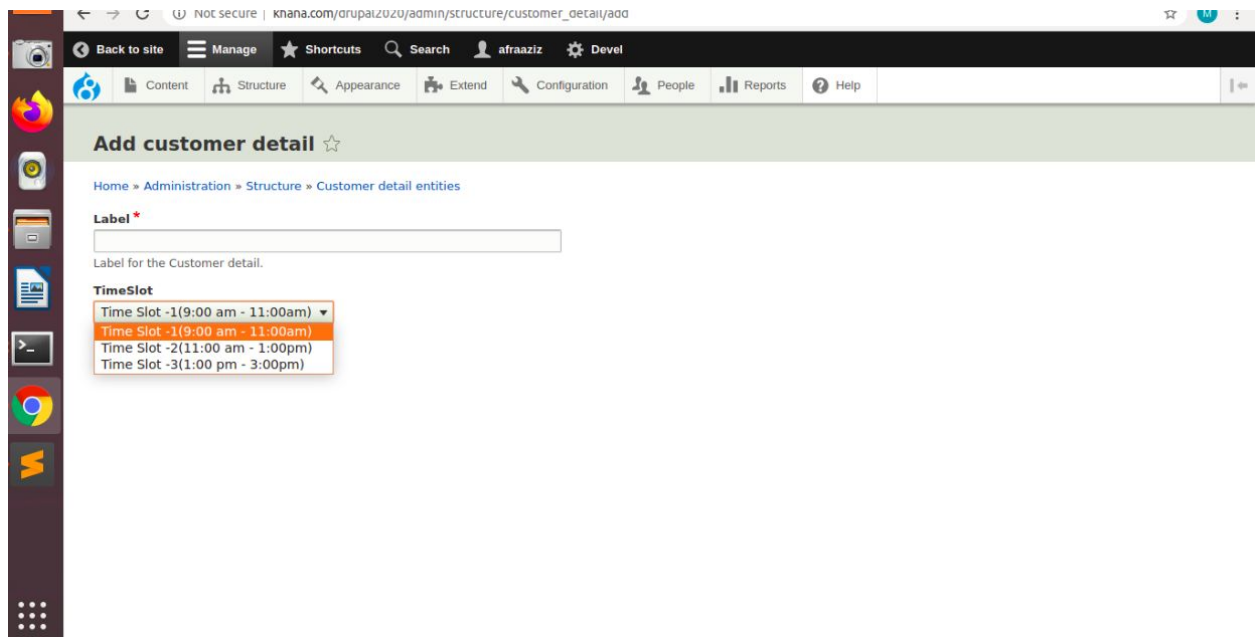 Not secure | khana.com/drupal2020/admin/structure/customer_detail/add
M
Back to site Manage Shortcuts Search afraaziz Devel
8 Content Structure Appearance Extend Configuration People Reports Help
Add customer detail
Home » Administration » Structure » Customer detail entities
Label *
Label for the Customer detail.
TimeSlot
Time Slot -1(9:00 am - 11:00am)
Time Slot -1(9:00 am - 11:00am)
Time Slot -2(11:00 am - 1:00pm)
Time Slot -3(1:00 pm - 3:00pm)